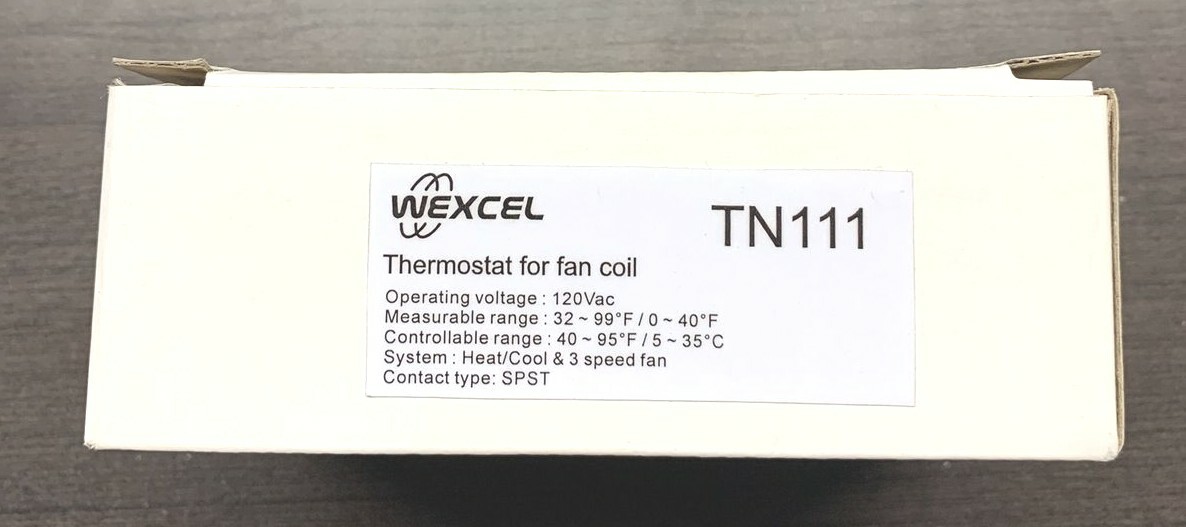 WEXCEL
TN111
Thermostat for fan coil
Operating voltage : 120Vac
Measurable range : 32 ~ 99°F / 0 ~ 40°F
Controllable range : 40 ~ 95°F / 5 ~ 35°C
System : Heat/Cool & 3 speed fan
Contact type: SPST